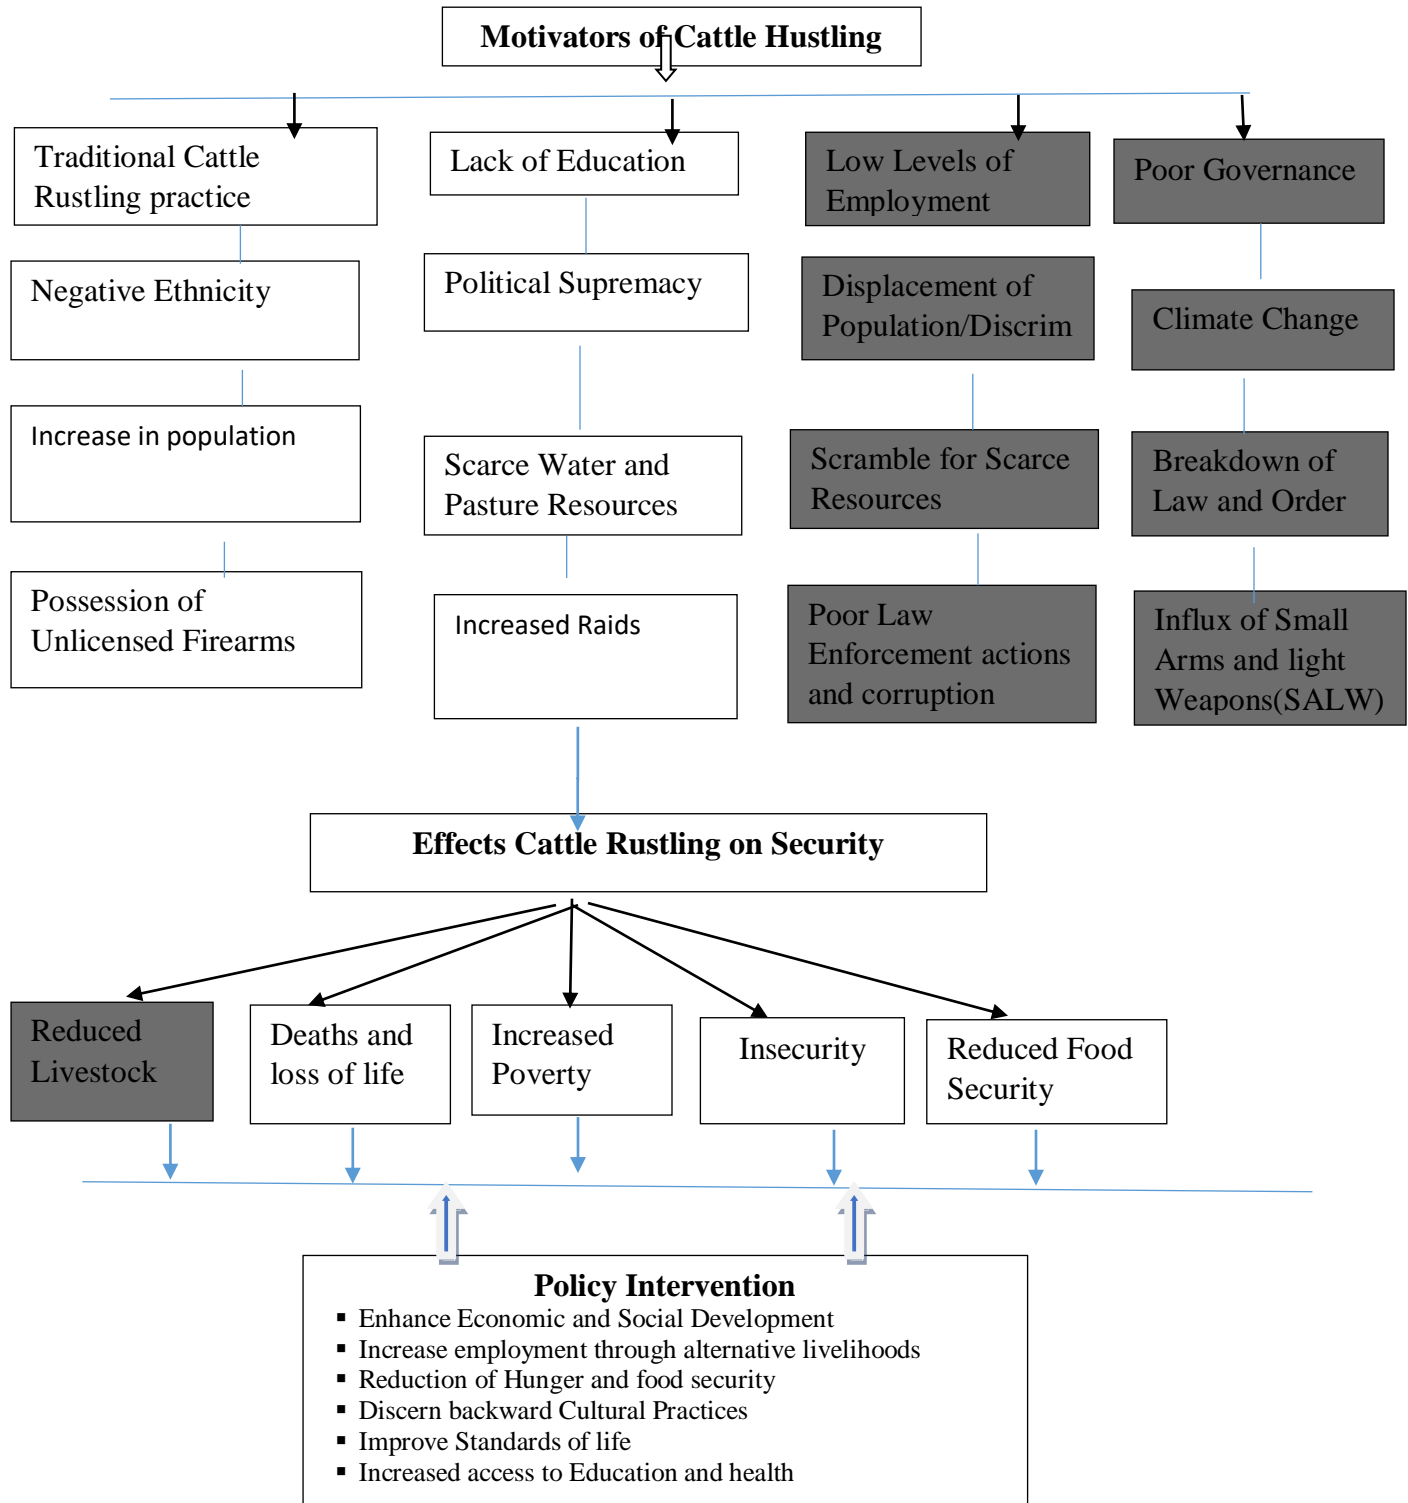 Motivators of Cattle Hustling
Traditional Cattle
Rustling practice
Lack of Education
Low Levels of
Employment
Poor Governance
Negative Ethnicity
Political Supremacy
Displacement of
Population/Discrim
Climate Change
Increase in population
Scarce Water and
Pasture Resources
Scramble for Scarce
Resources
Breakdown of
Law and Order
Possession of
Unlicensed Firearms
Increased Raids
Poor Law
Enforcement actions
and corruption
Influx of Small
Arms and light
Weapons(SALW)
Effects Cattle Rustling on Security
Reduced
Livestock
Deaths and
loss of life
Increased
Poverty
Insecurity
Reduced Food
Security
Policy Intervention
▪ Enhance Economic and Social Development
▪ Increase employment through alternative livelihoods
▪ Reduction of Hunger and food security
▪ Discern backward Cultural Practices
▪ Improve Standards of life
▪ Increased access to Education and health